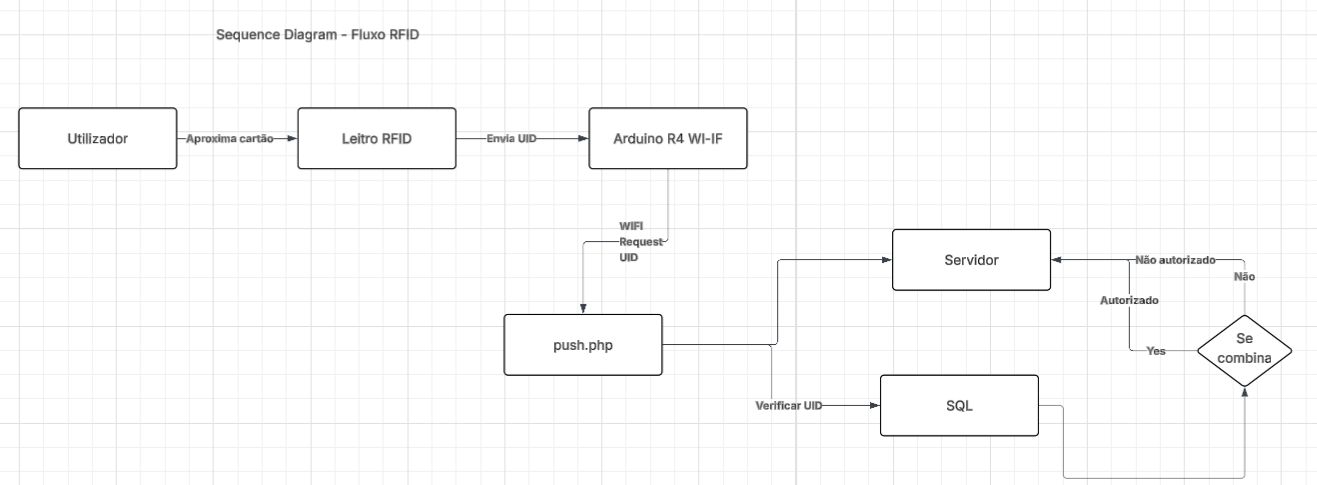 Sequence Diagram - Fluxo RFID
Utilizador
Aproxima cartão
Leitro RFID
Envia UID
Arduino R4 WI-IF
WIFI
Request
UID
push.php
Servidor
Não autorizado
Não
Autorizado
Yes
Se
combina
Verificar UID
SQL